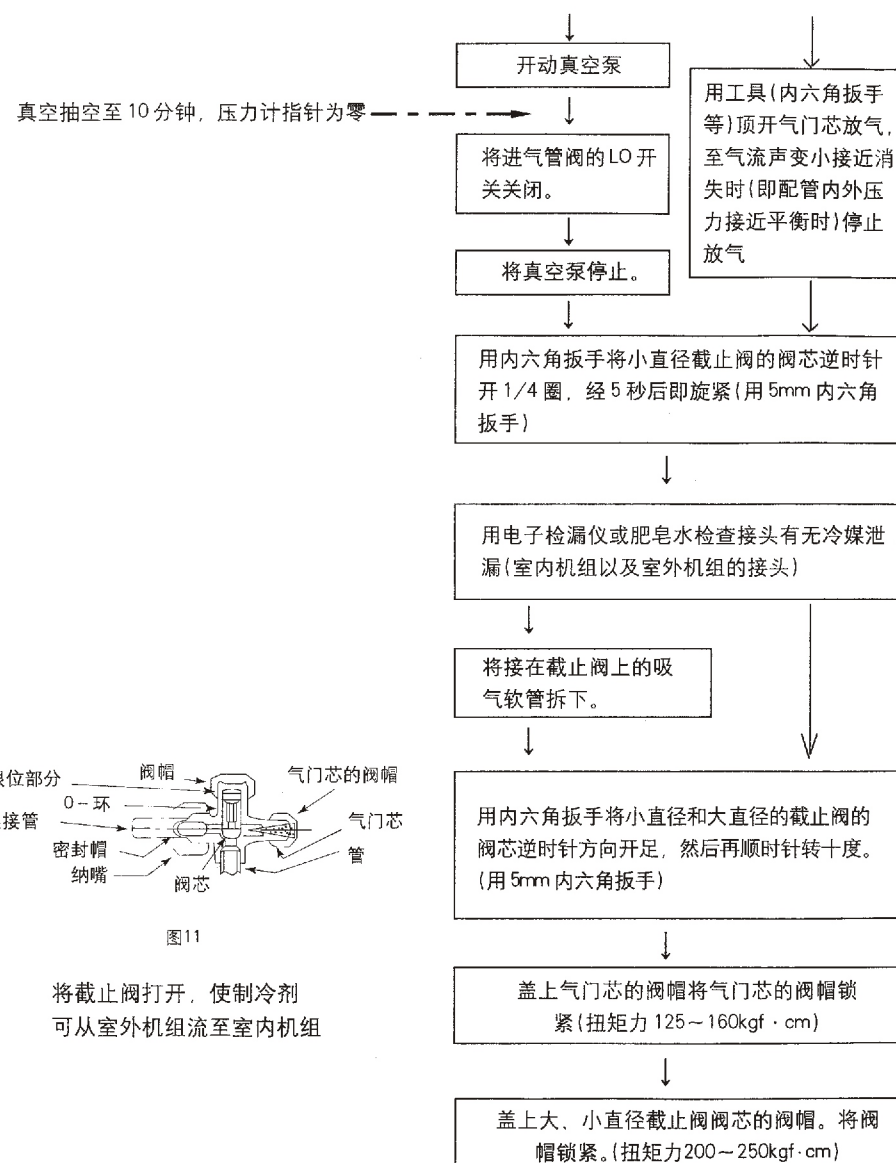 开动真空泵
真空抽空至10分钟，压力计指针为零
将进气管阀的LO开
关关闭。
将真空泵停止。
用工具(内六角扳手
等)顶开气门芯放气，
至气流声变小接近消
失时(即配管内外压
力接近平衡时)停止
放气
用内六角扳手将小直径截止阀的阀芯逆时针
开1/4圈，经5秒后即旋紧(用5mm内六角
扳手)
用电子检漏仪或肥皂水检查接头有无冷媒泄
漏(室内机组以及室外机组的接头)
将接在截止阀上的吸
气软管拆下。
用内六角扳手将小直径和大直径的截止阀的
阀芯逆时针方向开足，然后再顺时针转十度。
(用5mm内六角扳手)
盖上气门芯的阀帽将气门芯的阀帽锁
紧(扭矩力125～160kgf·cm)
盖上大、小直径截止阀阀芯的阀帽。将阀
帽锁紧。(扭矩力200～250kgf·cm)
位部分
阀帽
气门芯的阀帽
O-环
接管
气门芯
密封帽
管
纳嘴
阀芯
图11
将截止阀打开，使制冷剂
可从室外机组流至室内机组